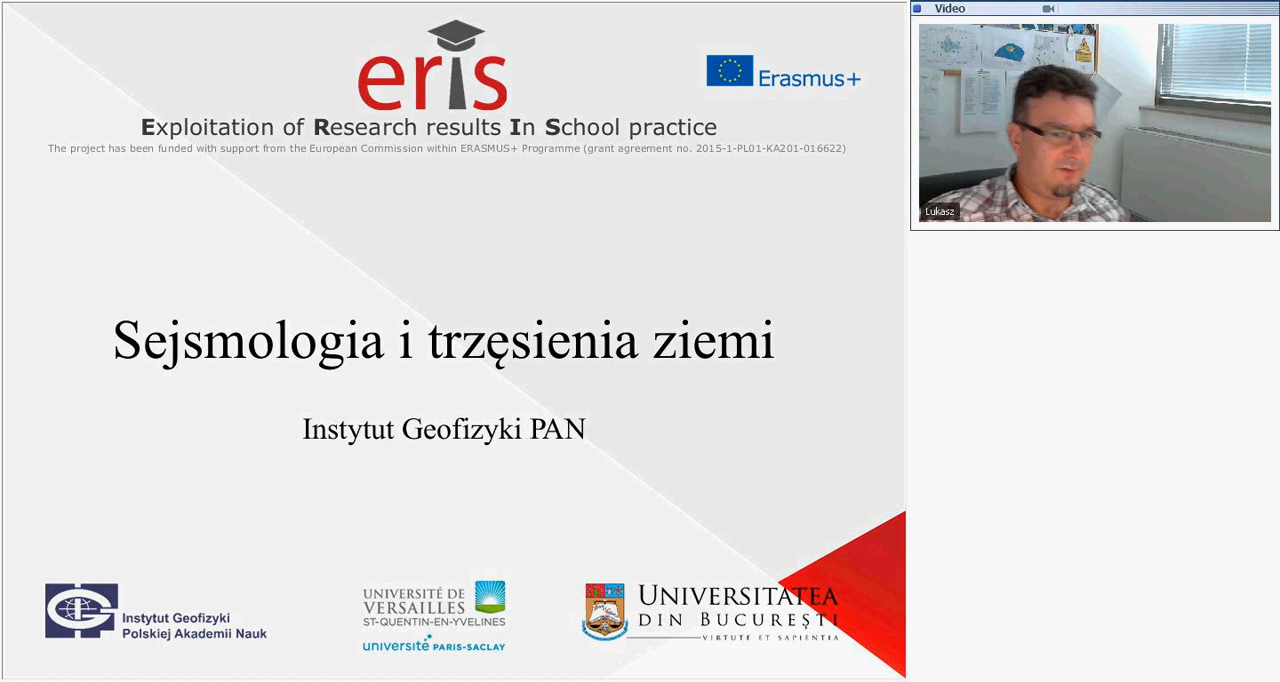 eris
Erasmus+
Exploitation of Research results In School practice
The project has been funded with support from the European Commission within ERASMUS+ Programme (grant agreement no. 2015-1-PL01-KA201-016622)
Sejsmologia i trzęsienia ziemi
Instytut Geofizyki PAN
Instytut Geofizyki
Polskiej Akademii Nauk
UNIVERSITÉ DE
VERSAILLES
ST-QUENTIN-EN-YVELINES
université PARIS-SACLAY
UNIVERSITATEA
DIN BUCUREȘTI
VIRTUTE ET SAPIENTIA
Video
Lukasz